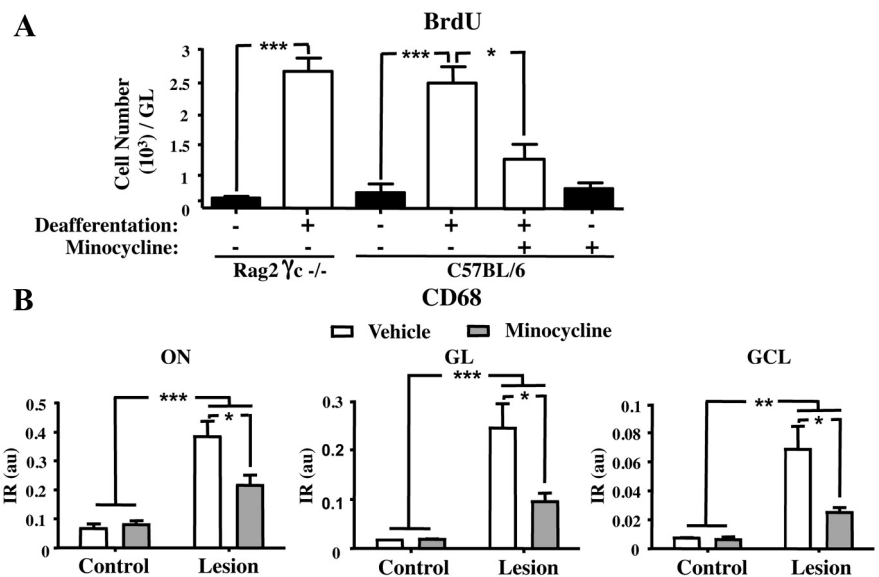 A
BrdU
Cell Number
(10³) / GL
3
2.5
2
1.5
1
0
***
***
*
Deafferentation: - + - + + -
Minocycline: - - - - + +
Rag2 γc -/-
C57BL/6
B
CD68
Vehicle
Minocycline
ON
IR (au)
0.5
0.4
0.3
0.2
0.1
0
***
*
Control
Lesion
GL
IR (au)
0.3
0.2
0.1
0
***
*
Control
Lesion
GCL
IR (au)
0.1
0.08
0.06
0.04
0.02
0
**
*
Control
Lesion